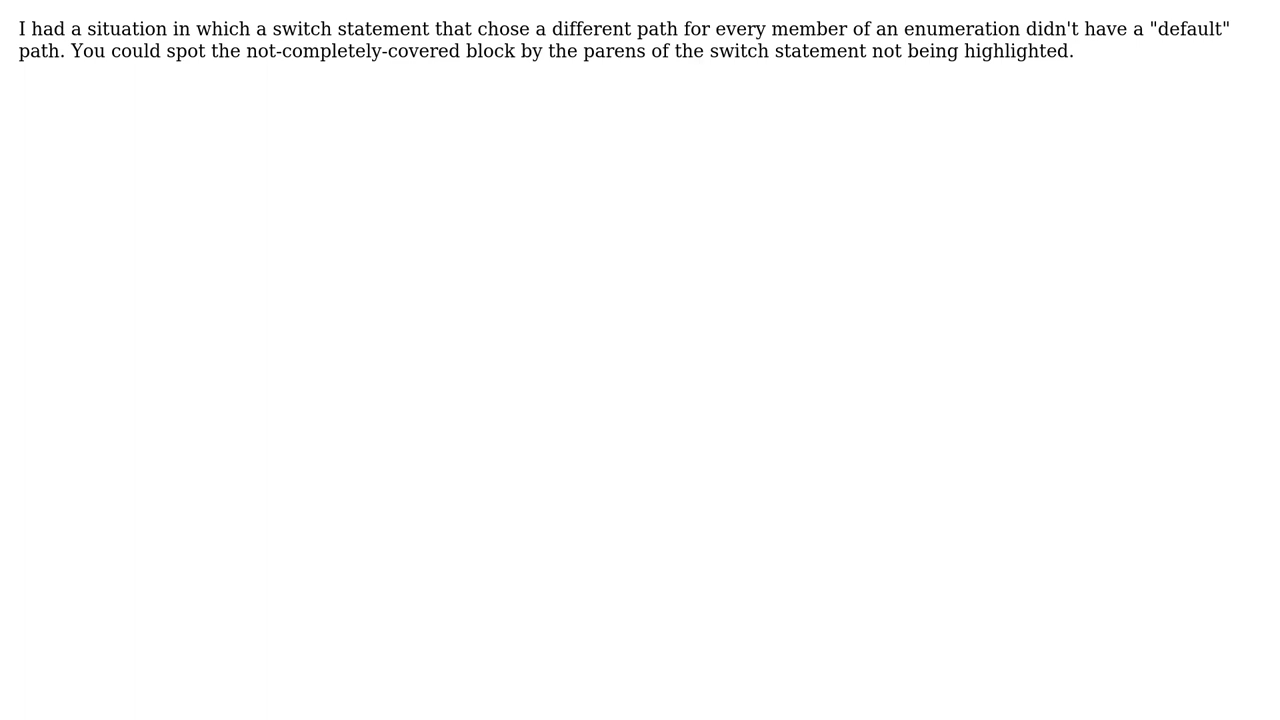 I had a situation in which a switch statement that chose a different path for every member of an enumeration didn't have a "default"
path. You could spot the not-completely-covered block by the parens of the switch statement not being highlighted.